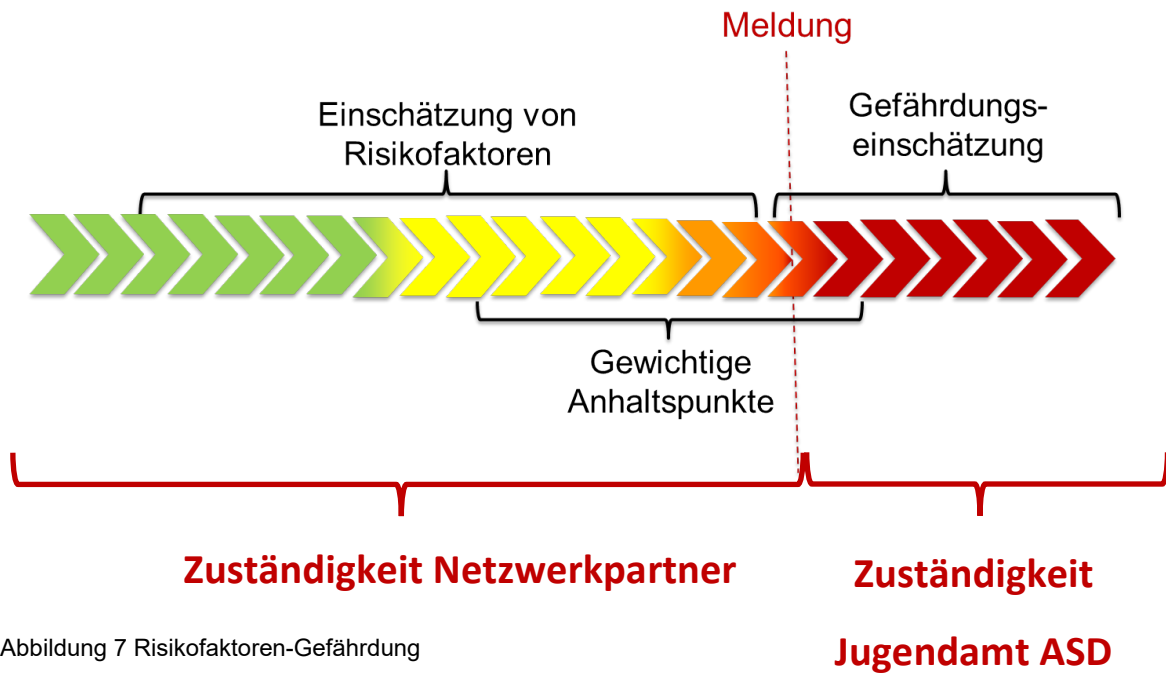 Meldung
Einschätzung von
Risikofaktoren
Gefährdungs-
einschätzung
Gewichtige
Anhaltspunkte
Zuständigkeit Netzwerkpartner
Zuständigkeit
Jugendamt ASD
Abbildung 7 Risikofaktoren-Gefährdung